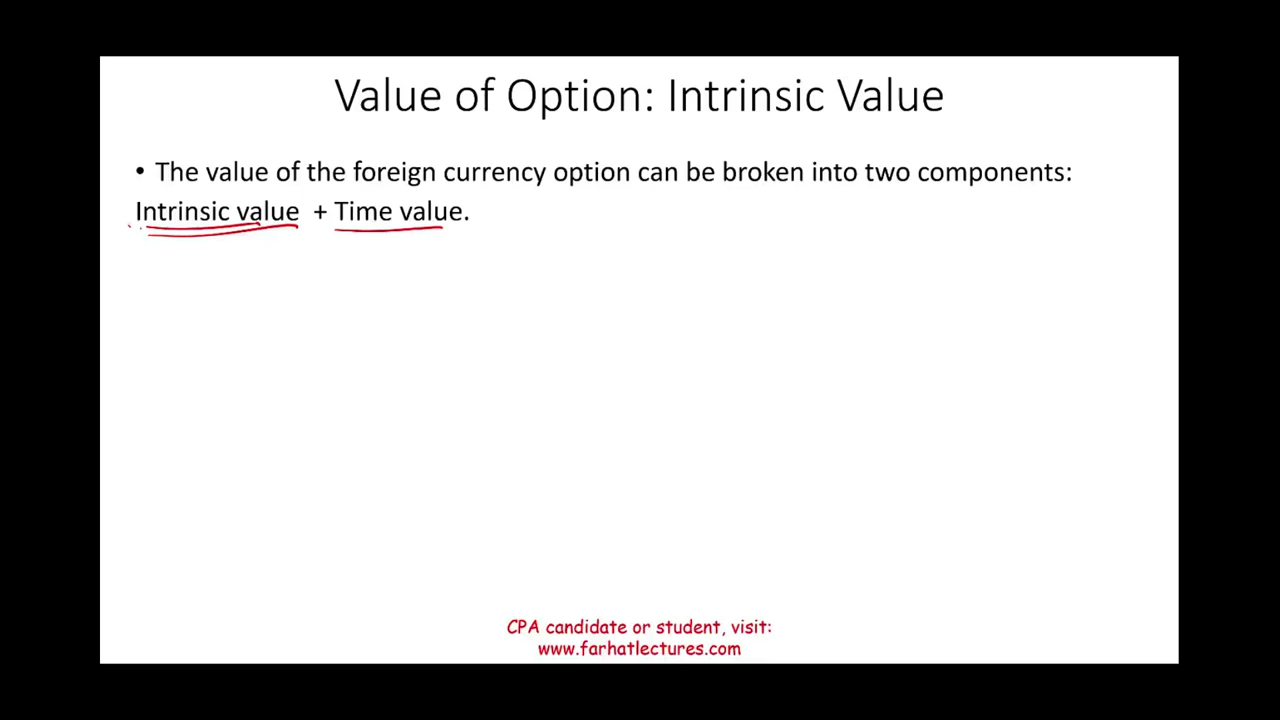 Value of Option: Intrinsic Value
• The value of the foreign currency option can be broken into two components:
Intrinsic value + Time value.
CPA candidate or student, visit:
www.farhatlectures.com